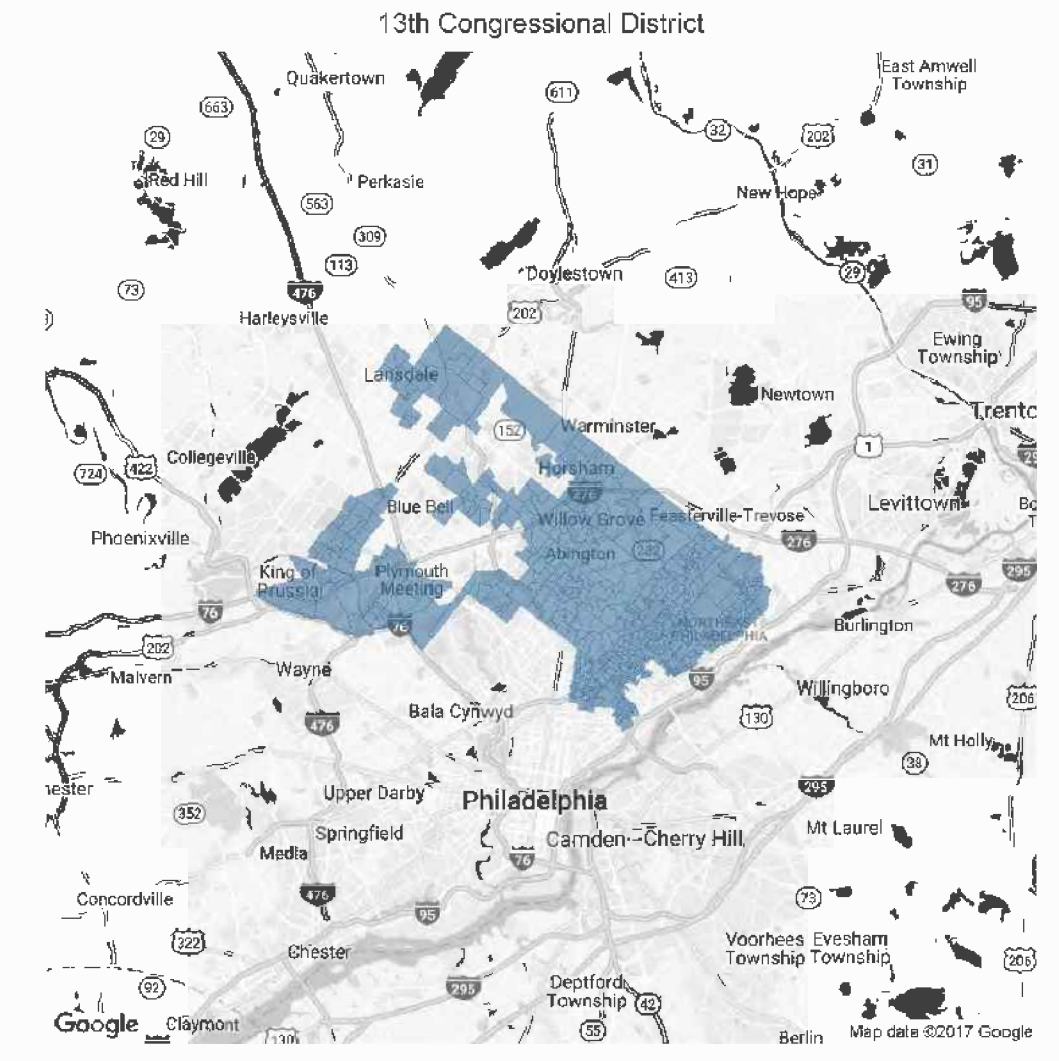 13th Congressional District
Quakertown
East Amwell
Township
663
611
29
32
202
31
Red Hill
Perkasie
New Hope
563
309
113
Doylestown
413
29
73
476
95
Harleysville
202
Ewing
Township
Lansdale
Newtown
Trento
152
Warminster
1
724
422
Collegeville
Horsham
276
Levittown
Blue Bell
Willow Grove
Feasterville-Trevose
Phoenixville
276
Abington
King of
Prussia
Plymouth
Meeting
276
295
76
76
NORTHEAST
PHILADELPHIA
Burlington
202
Malvern
Wayne
95
Willingboro
206
Bala Cynwyd
130
476
Mt Holly
38
Upper Darby
Philadelphia
295
352
Springfield
Camden
Cherry Hill
Mt Laurel
Media
76
476
73
Concordville
95
322
Chester
Voorhees
Township
Evesham
Township
206
92
295
Deptford
Township
42
Google
Claymont
130
55
Berlin
Map data ©2017 Google